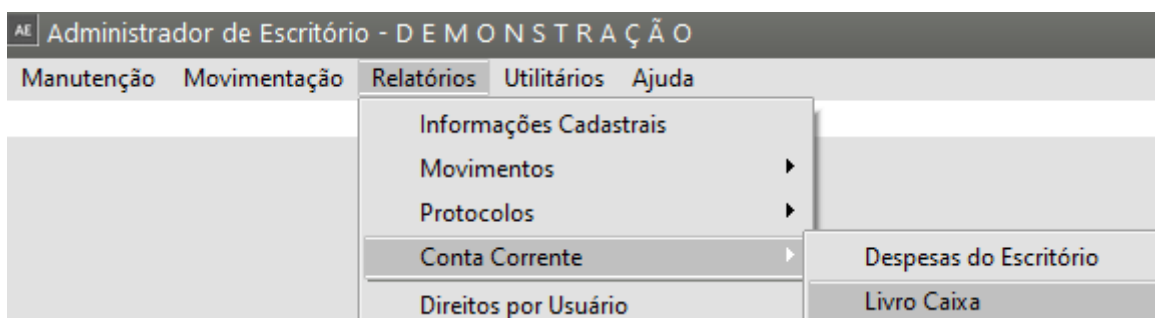 AE Administrador de Escritório - D E M O N S T R A Ç Ã O
Manutenção Movimentação Relatórios Utilitários Ajuda
Informações Cadastrais
Movimentos
Protocolos
Conta Corrente Despesas do Escritório
Direitos por Usuário Livro Caixa